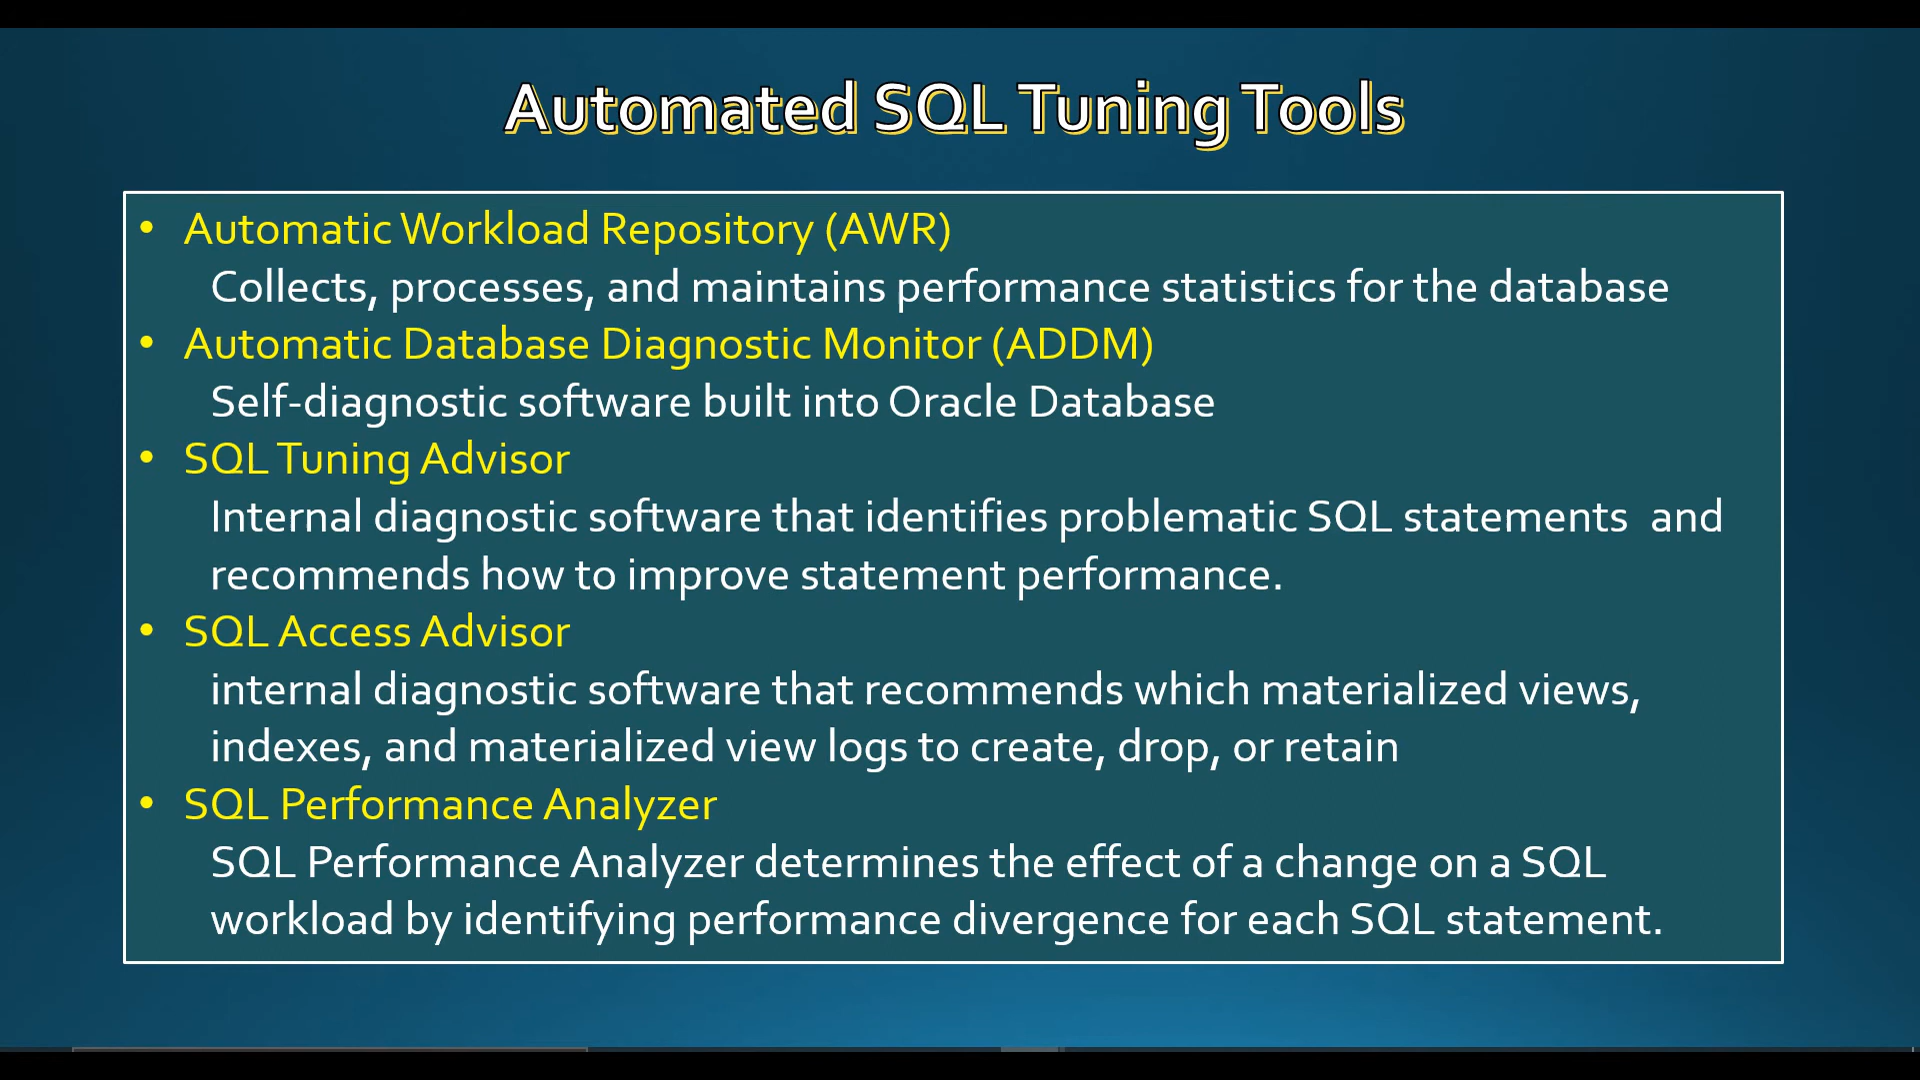 Automated SQL Tuning Tools
• Automatic Workload Repository (AWR)
Collects, processes, and maintains performance statistics for the database
• Automatic Database Diagnostic Monitor (ADDM)
Self-diagnostic software built into Oracle Database
• SQL Tuning Advisor
Internal diagnostic software that identifies problematic SQL statements  and
recommends how to improve statement performance.
• SQL Access Advisor
internal diagnostic software that recommends which materialized views,
indexes, and materialized view logs to create, drop, or retain
• SQL Performance Analyzer
SQL Performance Analyzer determines the effect of a change on a SQL
workload by identifying performance divergence for each SQL statement.